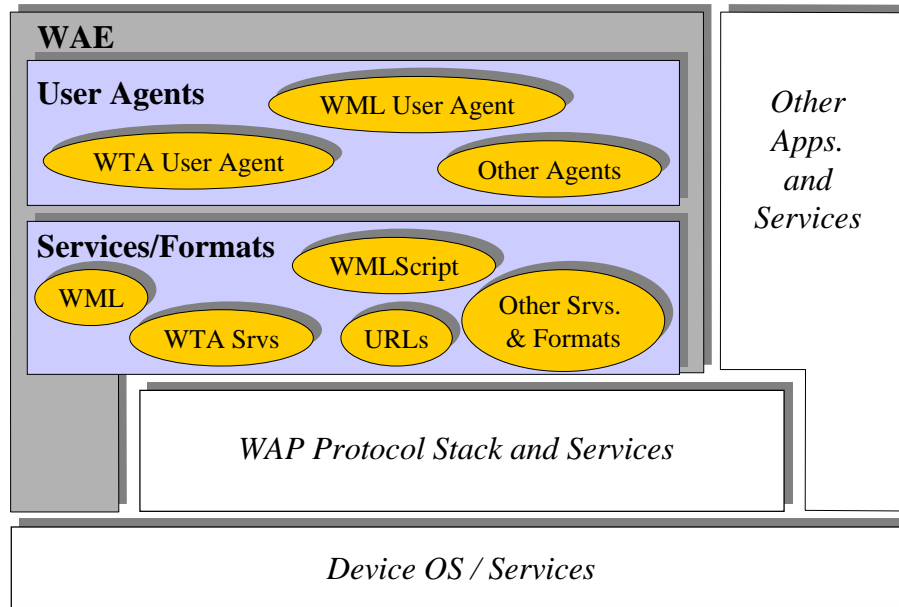 WAE
User Agents
WML User Agent
WTA User Agent
Other Agents
Other
Apps.
and
Services
Services/Formats
WMLScript
WML
WTA Srvs
URLs
Other Srvs.
& Formats
WAP Protocol Stack and Services
Device OS / Services